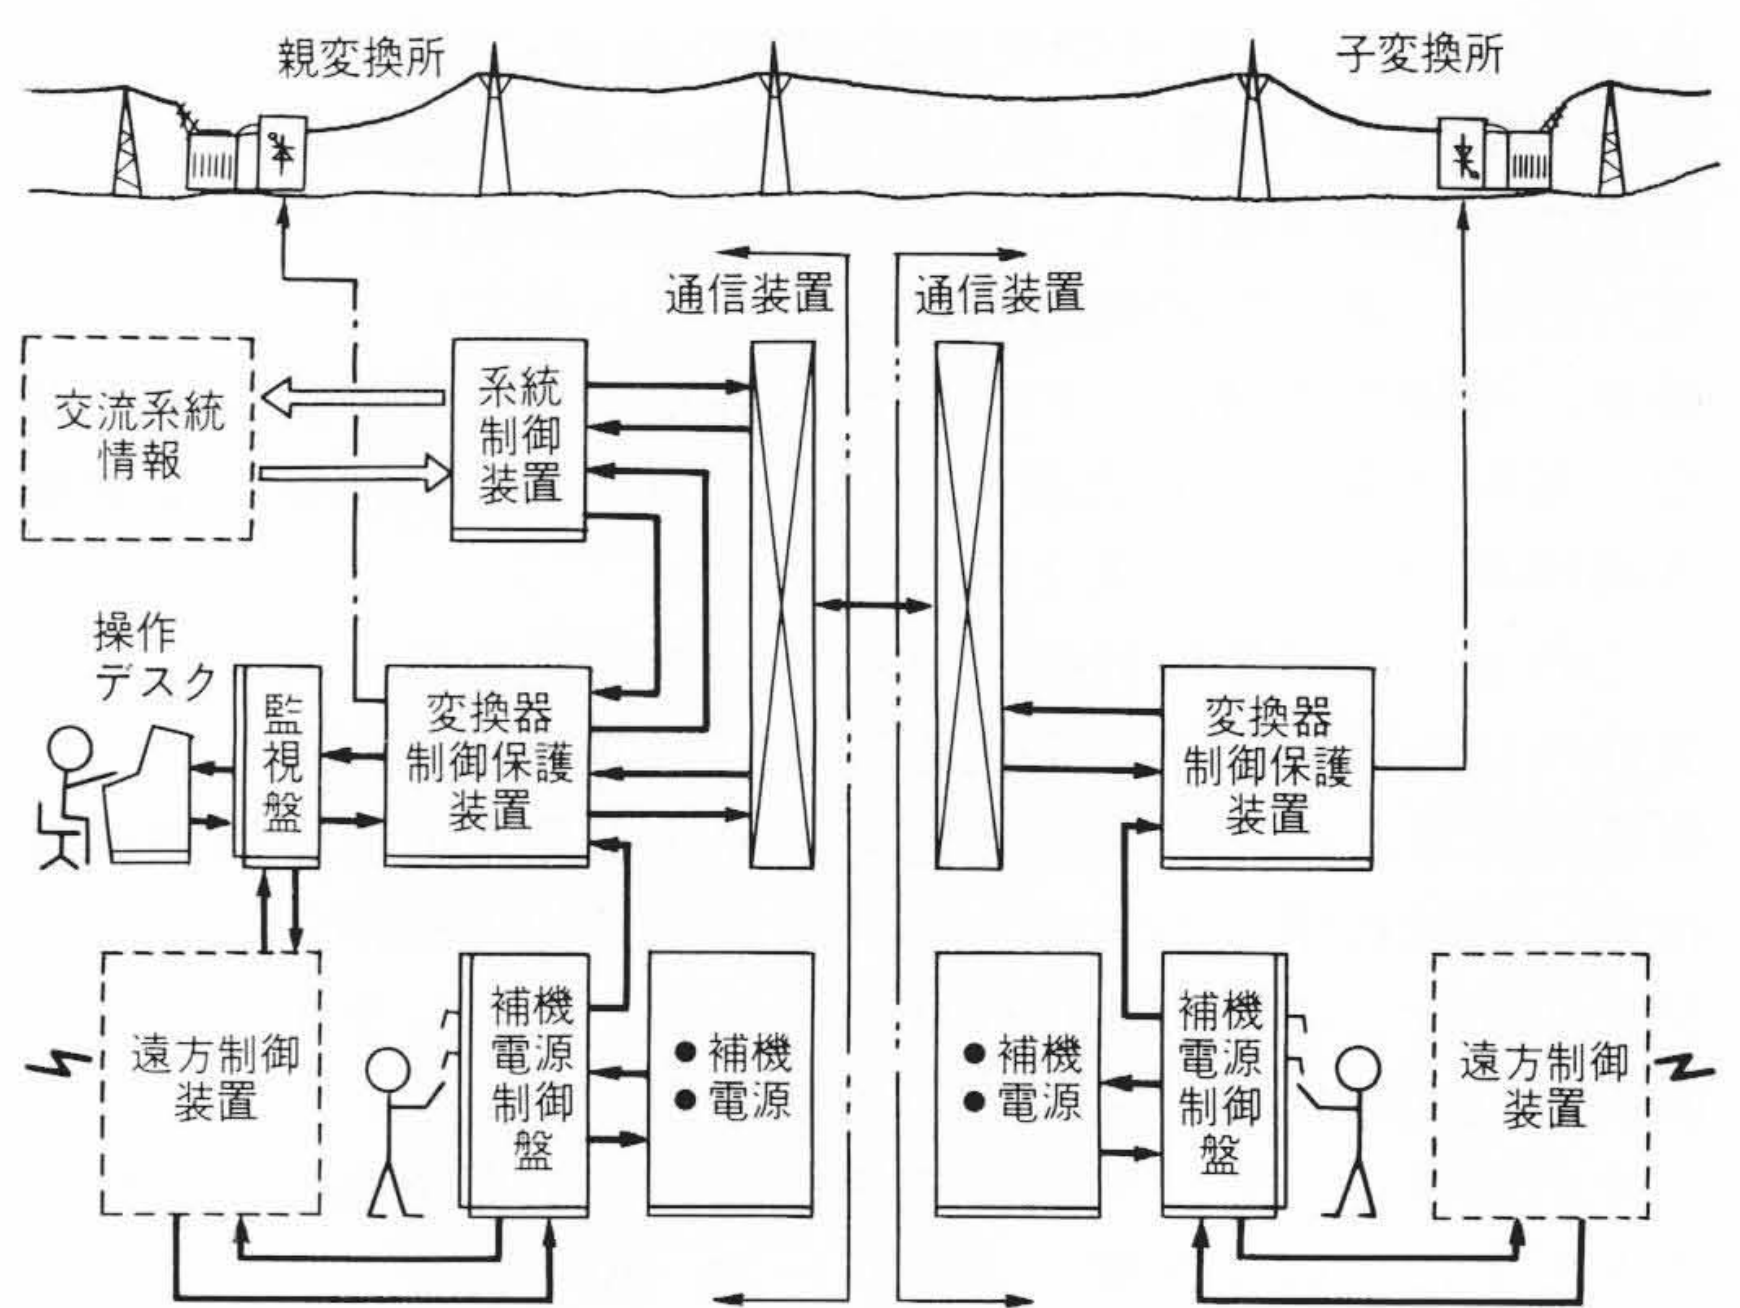 親変換所
子変換所
通信装置
通信装置
交流系統
情報
系統
制御
装置
操作
デスク
監
視
盤
変換器
制御保護
装置
変換器
制御保護
装置
遠方制御
装置
補機
電源
制御
盤
●補機
●電源
●補機
●電源
補機
電源
制御
盤
遠方制御
装置